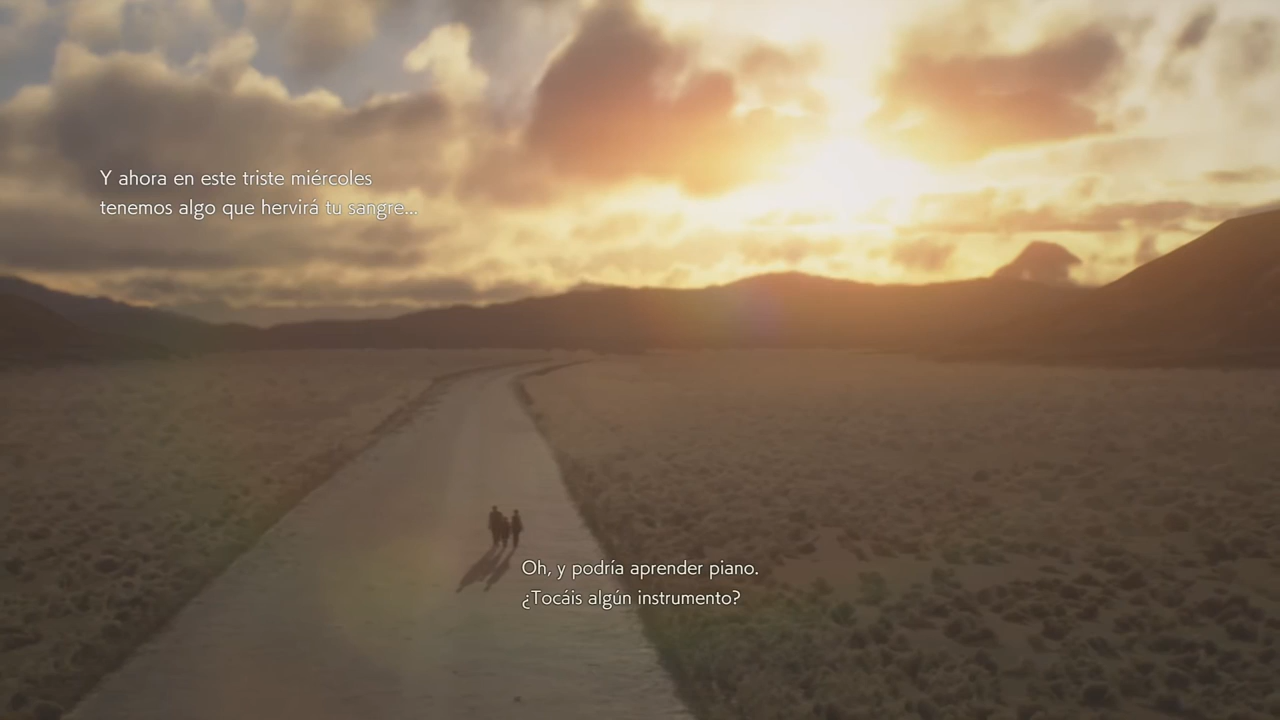 Y ahora en este triste miércoles
tenemos algo que hervirá tu sangre...
Oh, y podría aprender piano.
¿Tocáis algún instrumento?